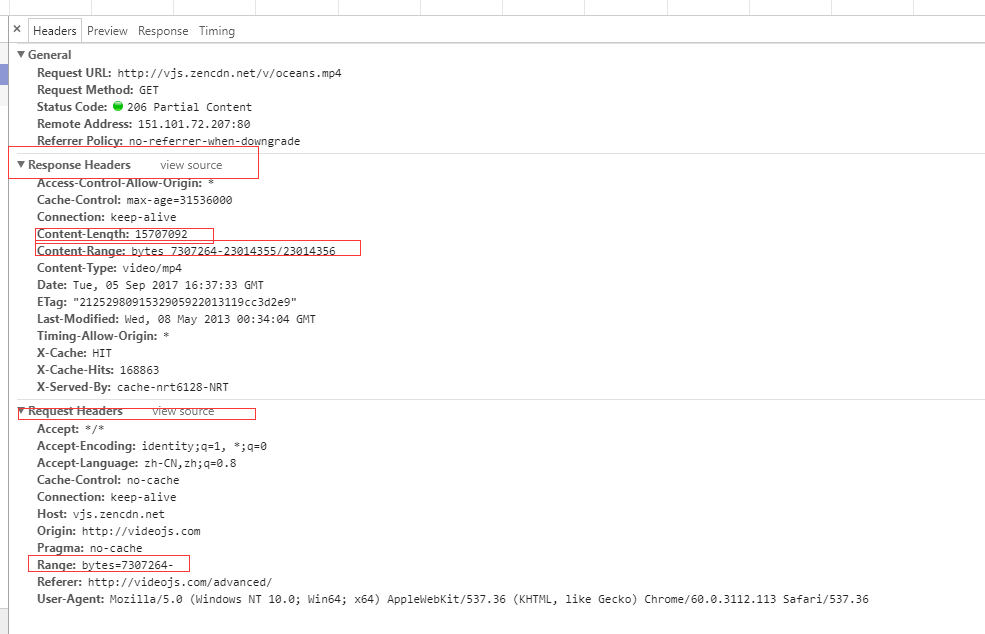 × Headers Preview Response Timing
▼ General
Request URL: http://vjs.zencdn.net/v/oceans.mp4
Request Method: GET
Status Code: 206 Partial Content
Remote Address: 151.101.72.207:80
Referrer Policy: no-referrer-when-downgrade
▼ Response Headers view source
Access-Control-Allow-Origin: *
Cache-Control: max-age=31536000
Connection: keep-alive
Content-Length: 15707092
Content-Range: bytes 7307264-23014355/23014356
Content-Type: video/mp4
Date: Tue, 05 Sep 2017 16:37:33 GMT
ETag: "2125298091532905922013119cc3d2e9"
Last-Modified: Wed, 08 May 2013 00:34:04 GMT
Timing-Allow-Origin: *
X-Cache: HIT
X-Cache-Hits: 168863
X-Served-By: cache-nrt6128-NRT
▼ Request Headers view source
Accept: */*
Accept-Encoding: identity;q=1, *;q=0
Accept-Language: zh-CN,zh;q=0.8
Cache-Control: no-cache
Connection: keep-alive
Host: vjs.zencdn.net
Origin: http://videojs.com
Pragma: no-cache
Range: bytes=7307264-
Referer: http://videojs.com/advanced/
User-Agent: Mozilla/5.0 (Windows NT 10.0; Win64; x64) AppleWebKit/537.36 (KHTML, like Gecko) Chrome/60.0.3112.113 Safari/537.36